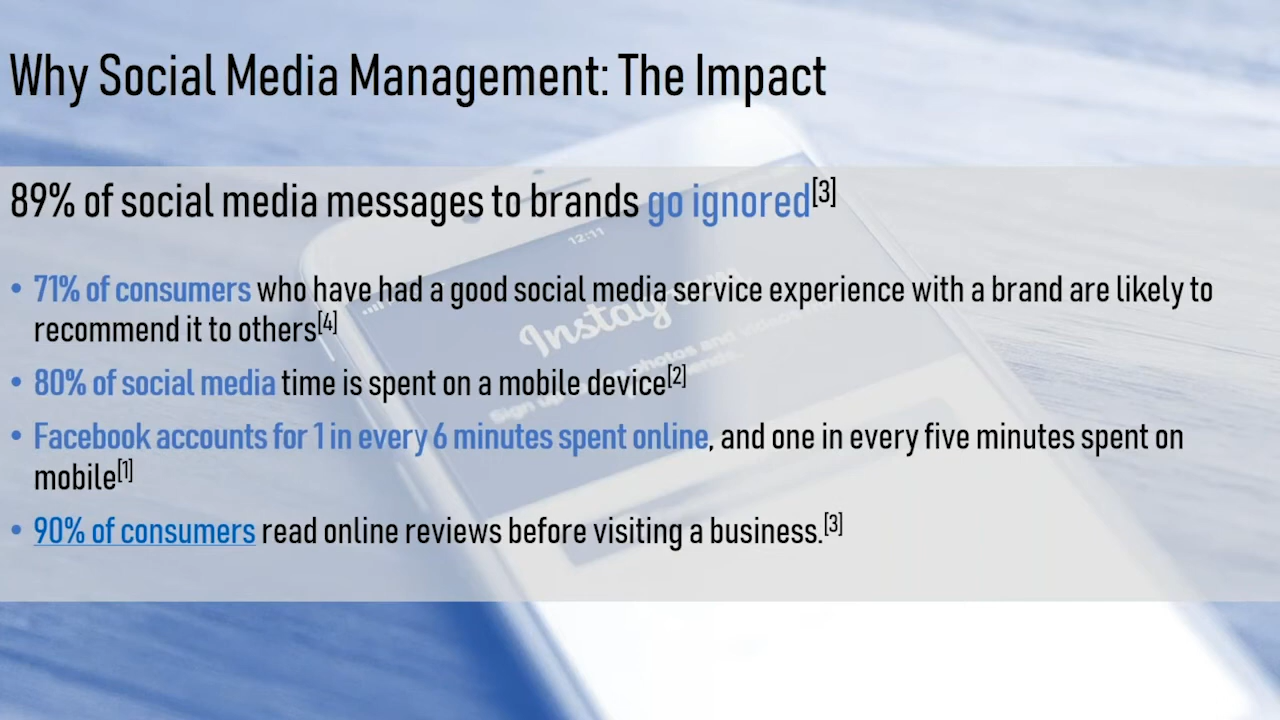 Why Social Media Management: The Impact
89% of social media messages to brands go ignored[3]
12:11
Instagram
• 71% of consumers who have had a good social media service experience with a brand are likely to
recommend it to others[4]
• 80% of social media time is spent on a mobile device[2]
• Facebook accounts for 1 in every 6 minutes spent online, and one in every five minutes spent on
mobile[1]
• 90% of consumers read online reviews before visiting a business.[3]